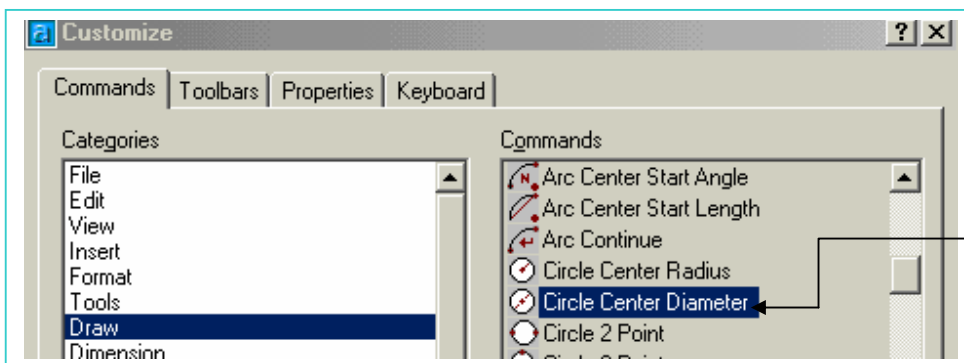 Customize
Commands Toolbars Properties Keyboard
Categories
File
Edit
View
Insert
Format
Tools
Draw
Dimension
Commands
Arc Center Start Angle
Arc Center Start Length
Arc Continue
Circle Center Radius
Circle Center Diameter
Circle 2 Point